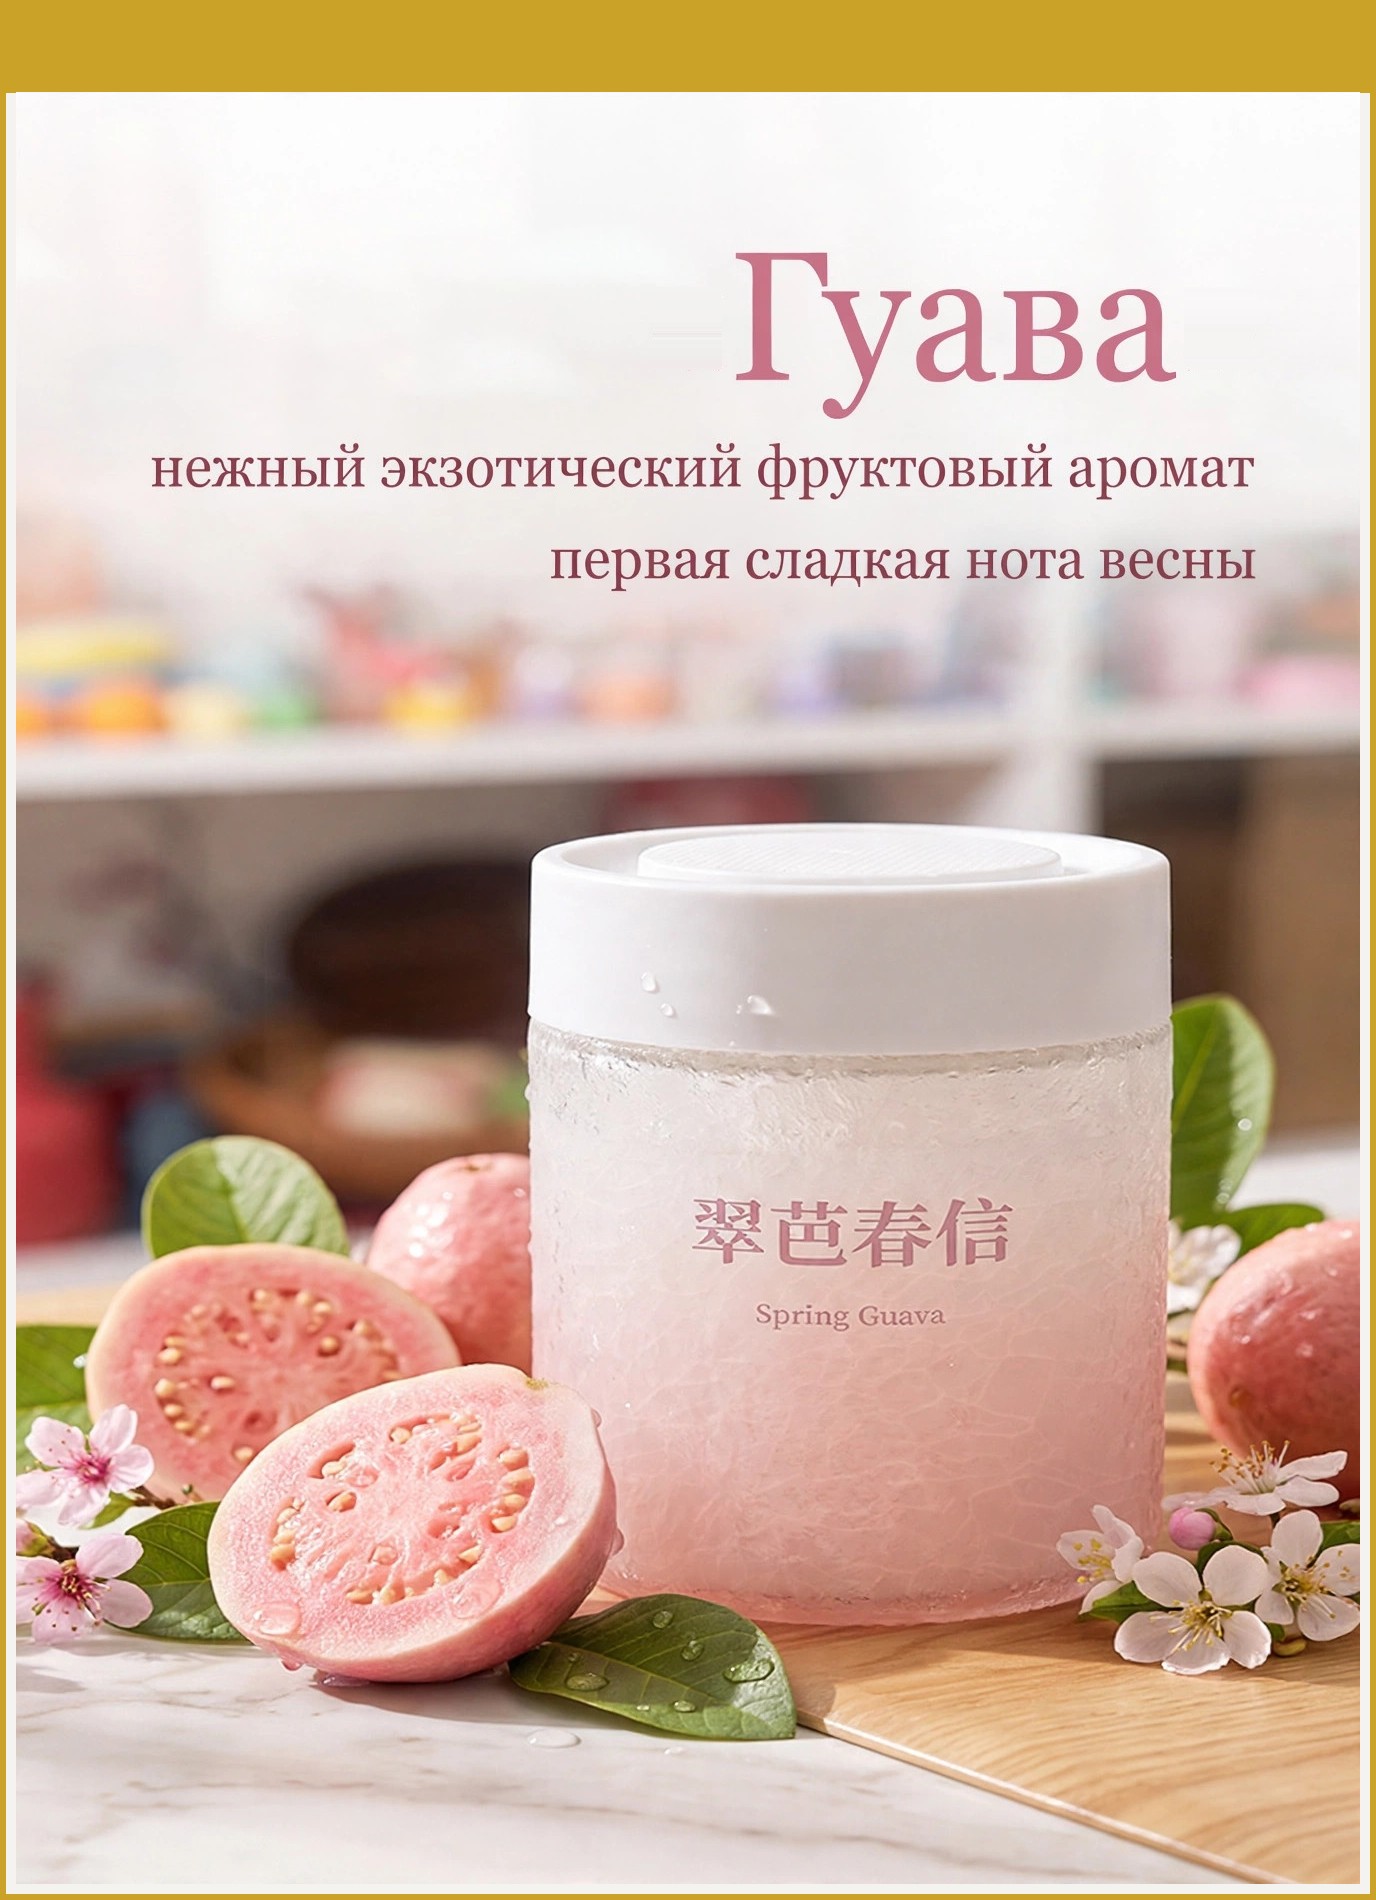 Гуава
нежный экзотический фруктовый аромат
первая сладкая нота весны
翠芭春信
Spring Guava